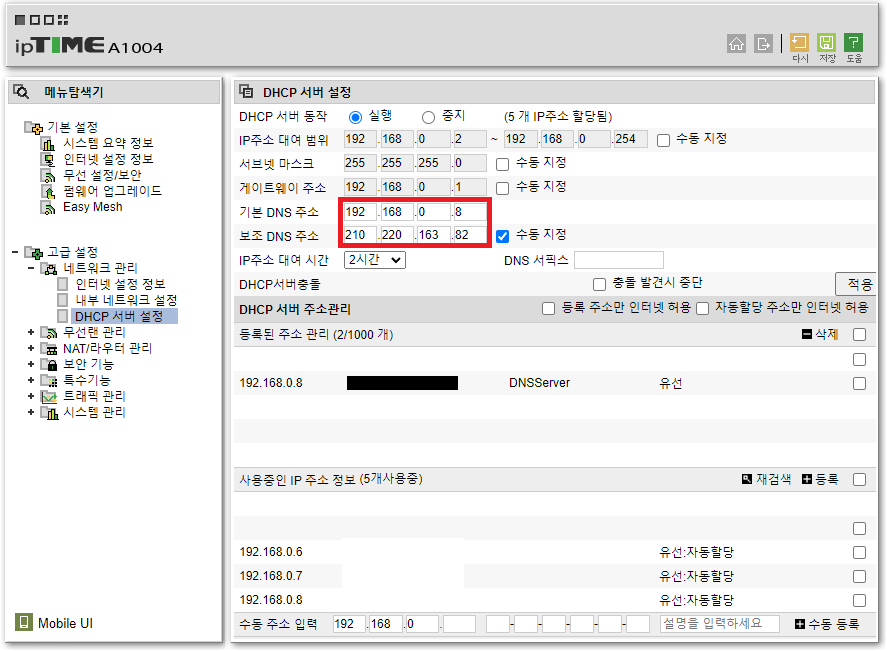 ipTIME A1004
다시 저장 도움
메뉴탐색기
기본 설정
시스템 요약 정보
인터넷 설정 정보
무선 설정/보안
펌웨어 업그레이드
Easy Mesh
고급 설정
네트워크 관리
인터넷 설정 정보
내부 네트워크 설정
DHCP 서버 설정
무선랜 관리
NAT/라우터 관리
보안 기능
특수기능
트래픽 관리
시스템 관리
Mobile UI
DHCP 서버 설정
DHCP 서버 동작 실행 중지 (5 개 IP주소 할당됨)
IP주소 대여 범위 192 .168 .0 .2 ~ 192 .168 .0 .254 수동 지정
서브넷 마스크 255 .255 .255 .0 수동 지정
게이트웨이 주소 192 .168 .0 .1 수동 지정
기본 DNS 주소 192 .168 .0 .8
보조 DNS 주소 210 .220 .163 .82 수동 지정
IP주소 대여 시간 2시간 DNS 서픽스
DHCP서버충돌 충돌 발견시 중단 적용
DHCP 서버 주소관리 등록 주소만 인터넷 허용 자동할당 주소만 인터넷 허용
등록된 주소 관리 (2/1000 개) 삭제
192.168.0.8 DNSServer 유선
사용중인 IP 주소 정보 (5개사용중) 재검색 등록
192.168.0.6 유선:자동할당
192.168.0.7 유선:자동할당
192.168.0.8 유선:자동할당
수동 주소 입력 192 .168 .0 . - - - - - 설명을 입력하세요 수동 등록